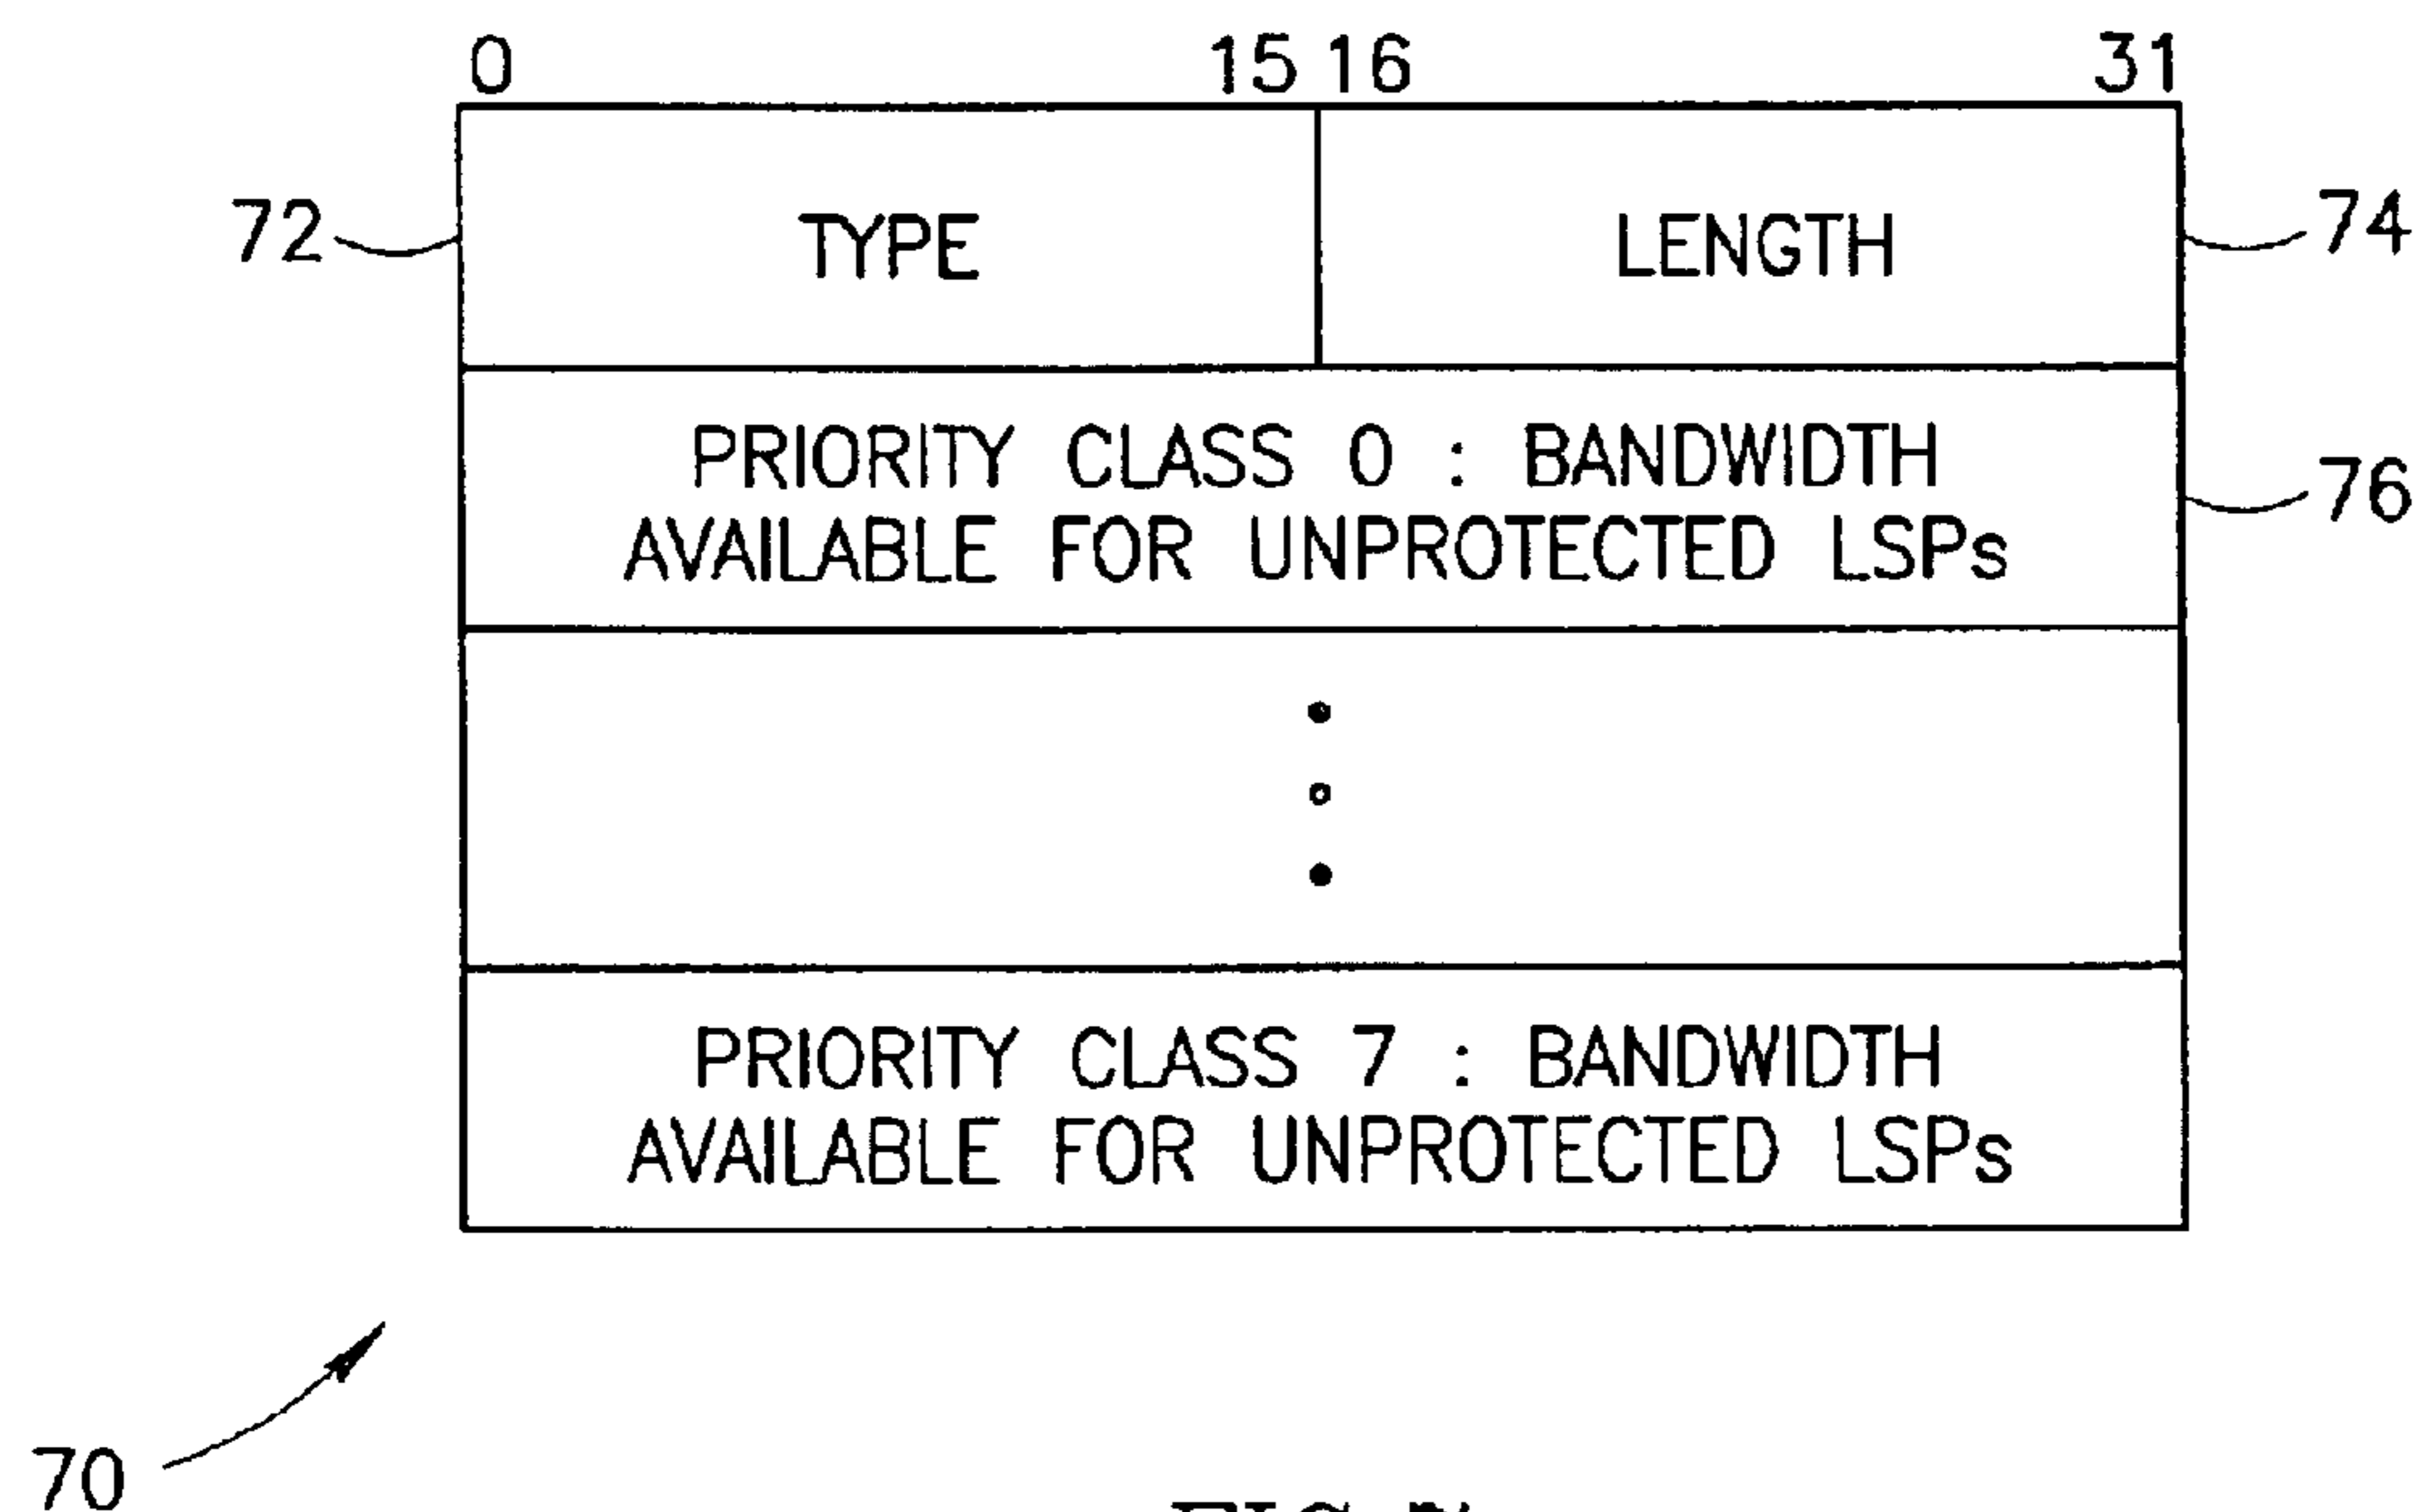 0 15 16 31
72 TYPE LENGTH 74
PRIORITY CLASS 0 : BANDWIDTH
76
AVAILABLE FOR UNPROTECTED LSPs
PRIORITY CLASS 7 : BANDWIDTH
AVAILABLE FOR UNPROTECTED LSPs
70